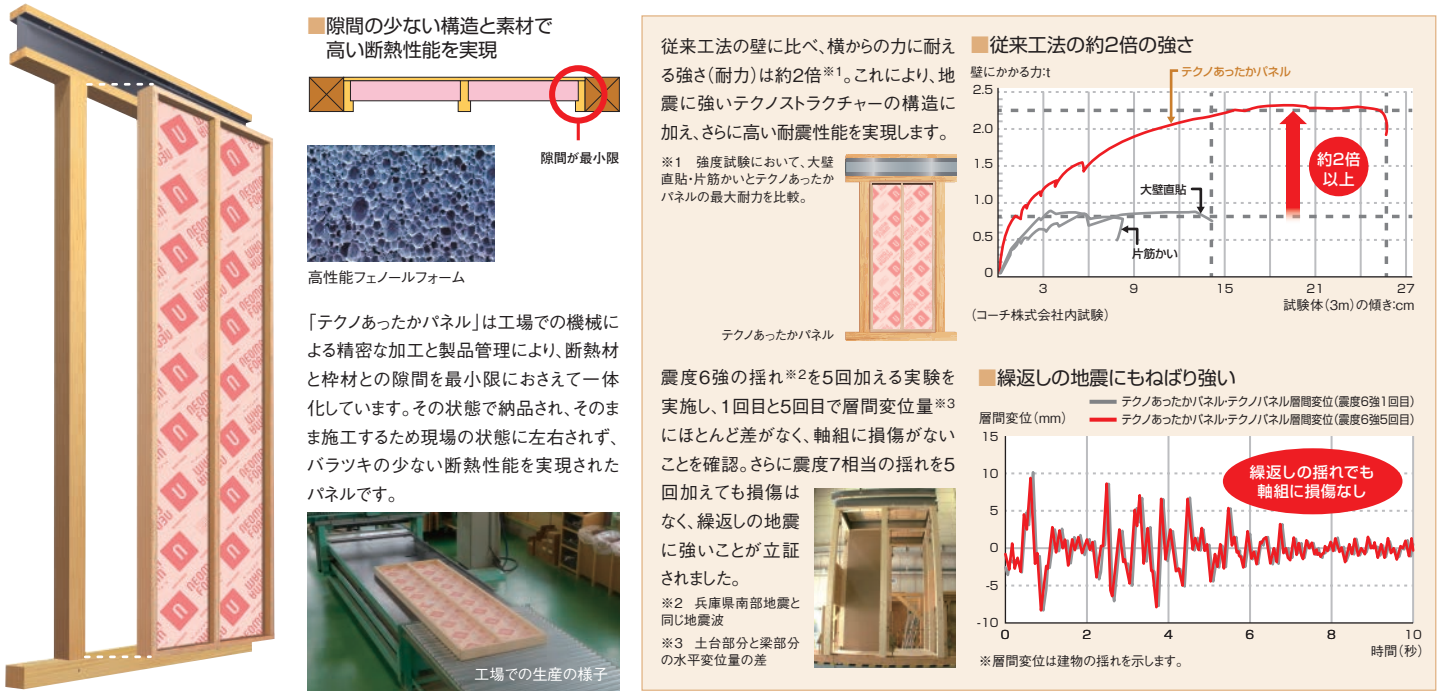 ■隙間の少ない構造と素材で
高い断熱性能を実現
隙間が最小限
高性能フェノールフォーム
「テクノあったかパネル」は工場での機械に
よる精密な加工と製品管理により、断熱材
と枠材との隙間を最小限におさえて一体
化しています。その状態で納品され、そのま
ま施工するため現場の状態に左右されず、
バラツキの少ない断熱性能を実現された
パネルです。
工場での生産の様子
従来工法の壁に比べ、横からの力に耐え
る強さ(耐力)は約2倍※1。これにより、地
震に強いテクノストラクチャーの構造に
加え、さらに高い耐震性能を実現します。
※1 強度試験において、大壁
直貼・片筋かいとテクノあったか
パネルの最大耐力を比較。
テクノあったかパネル
■従来工法の約2倍の強さ
壁にかかる力:t
テクノあったかパネル
2.5
2.0
1.5
1.0
0.5
0
約2倍
以上
大壁直貼
片筋かい
3 9 15 21 27
試験体(3m)の傾き:cm
(コーチ株式会社内試験)
震度6強の揺れ※2を5回加える実験を
実施し、1回目と5回目で層間変位量※3
にほとんど差がなく、軸組に損傷がない
ことを確認。さらに震度7相当の揺れを5
回加えても損傷は
なく、繰返しの地震
に強いことが立証
されました。
※2 兵庫県南部地震と
同じ地震波
※3 土台部分と梁部分
の水平変位量の差
■繰返しの地震にもねばり強い
テクノあったかパネル・テクノパネル層間変位(震度6強1回目)
テクノあったかパネル・テクノパネル層間変位(震度6強5回目)
層間変位(mm)
15
10
5
0
-5
-10
繰返しの揺れでも
軸組に損傷なし
0 2 4 6 8 10
時間(秒)
※層間変位は建物の揺れを示します。